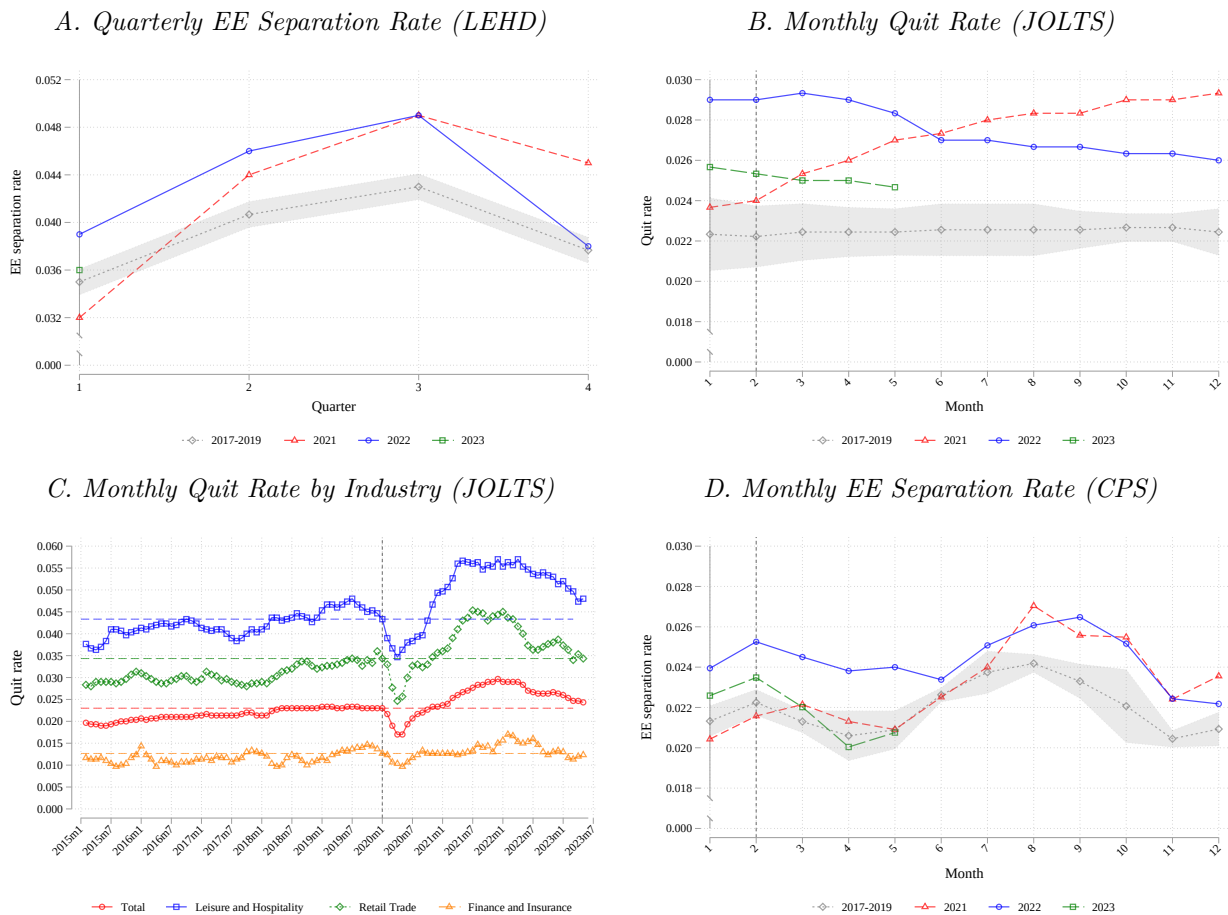 A. Quarterly EE Separation Rate (LEHD)
EE separation rate
0.052
0.048
0.044
0.040
0.036
0.032
0.000
1 2 3 4
Quarter
2017-2019 2021 2022 2023
B. Monthly Quit Rate (JOLTS)
Quit rate
0.030
0.028
0.026
0.024
0.022
0.020
0.018
0.000
1 2 3 4 5 6 7 8 9 10 11 12
Month
2017-2019 2021 2022 2023
C. Monthly Quit Rate by Industry (JOLTS)
Quit rate
0.060
0.055
0.050
0.045
0.040
0.035
0.030
0.025
0.020
0.015
0.010
0.005
0.000
2015m1 2015m7 2016m1 2016m7 2017m1 2017m7 2018m1 2018m7 2019m1 2019m7 2020m1 2020m7 2021m1 2021m7 2022m1 2022m7 2023m1 2023m7
Total Leisure and Hospitality Retail Trade Finance and Insurance
D. Monthly EE Separation Rate (CPS)
EE separation rate
0.030
0.028
0.026
0.024
0.022
0.020
0.018
0.000
1 2 3 4 5 6 7 8 9 10 11 12
Month
2017-2019 2021 2022 2023